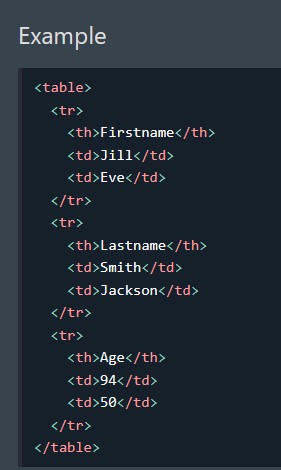 Example
<table>
  <tr>
    <th>Firstname</th>
    <td>Jill</td>
    <td>Eve</td>
  </tr>
  <tr>
    <th>Lastname</th>
    <td>Smith</td>
    <td>Jackson</td>
  </tr>
  <tr>
    <th>Age</th>
    <td>94</td>
    <td>50</td>
  </tr>
</table>